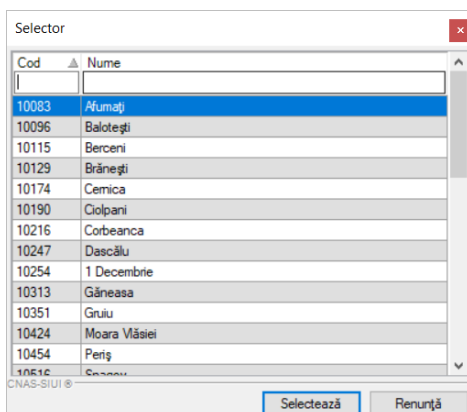 Selector
Cod Nume
10083 Afumaţi
10096 Baloteşti
10115 Berceni
10129 Brăneşti
10174 Cernica
10190 Ciolpani
10216 Corbeanca
10247 Dascălu
10254 1 Decembrie
10313 Găneasa
10351 Gruiu
10424 Moara Vlăsiei
10454 Periş
10516
CNAS-SIUI ®
Selectează Renunţă